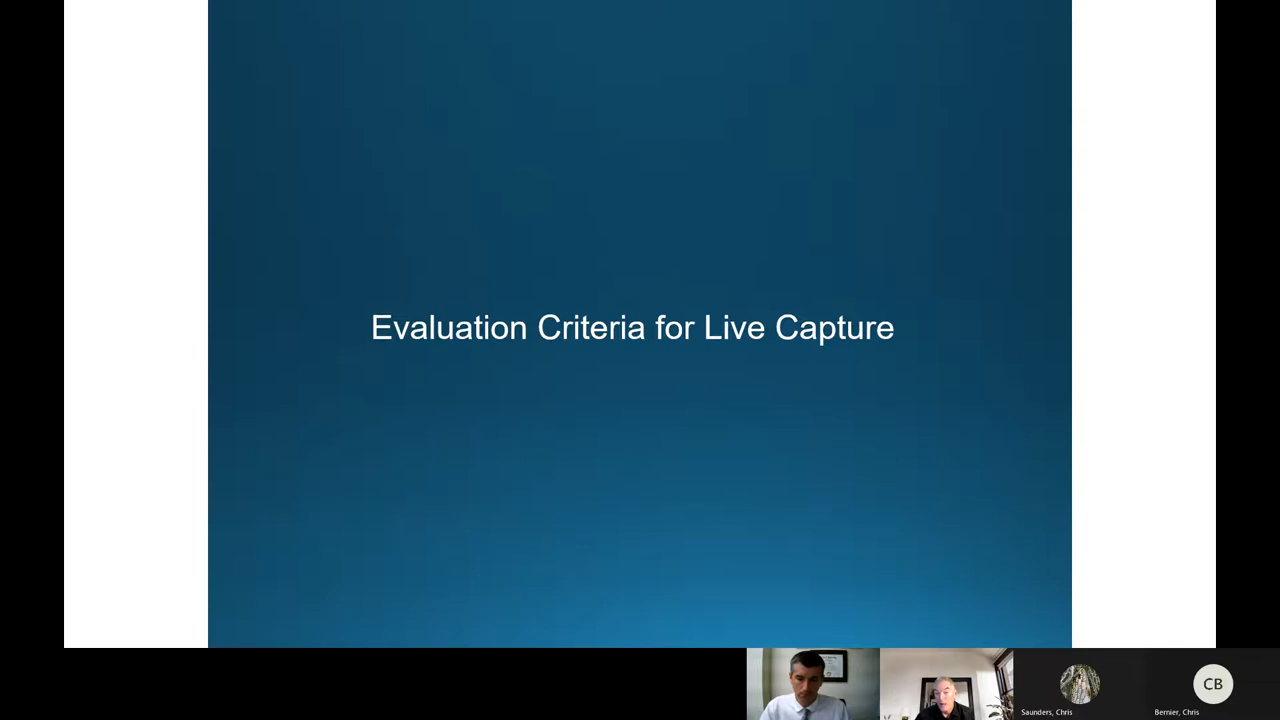 Evaluation Criteria for Live Capture
CB
Saunders, Chris
Bernier, Chris